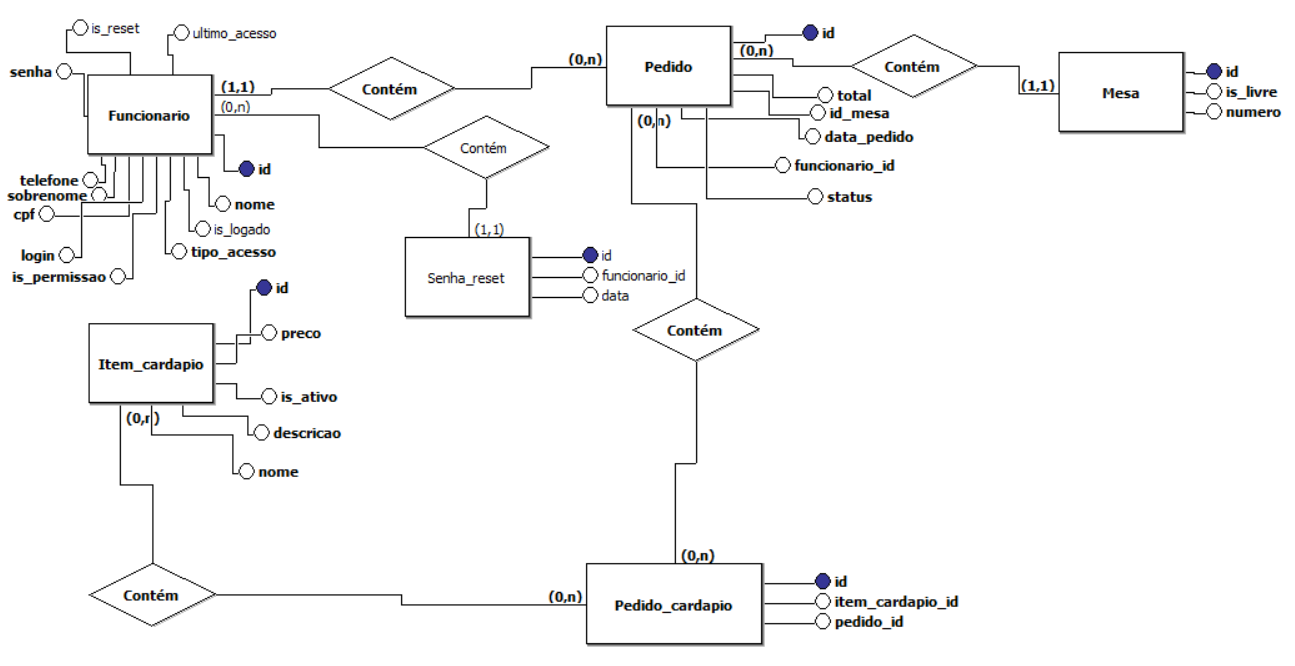 is_reset
ultimo_acesso
senha
Funcionario
(1,1)
(0,n)
Contém
(0,n)
Pedido
id
(0,n)
Contém
(1,1)
Mesa
id
is_livre
numero
total
id_mesa
data_pedido
(0,n)
funcionario_id
status
Contém
id
telefone
sobrenome
cpf
nome
is_logado
login
tipo_acesso
is_permissao
(1,1)
Senha_reset
id
funcionario_id
data
id
preco
Item_cardapio
is_ativo
(0,n)
descricao
nome
Contém
Contém
(0,n)
(0,n)
Pedido_cardapio
id
item_cardapio_id
pedido_id